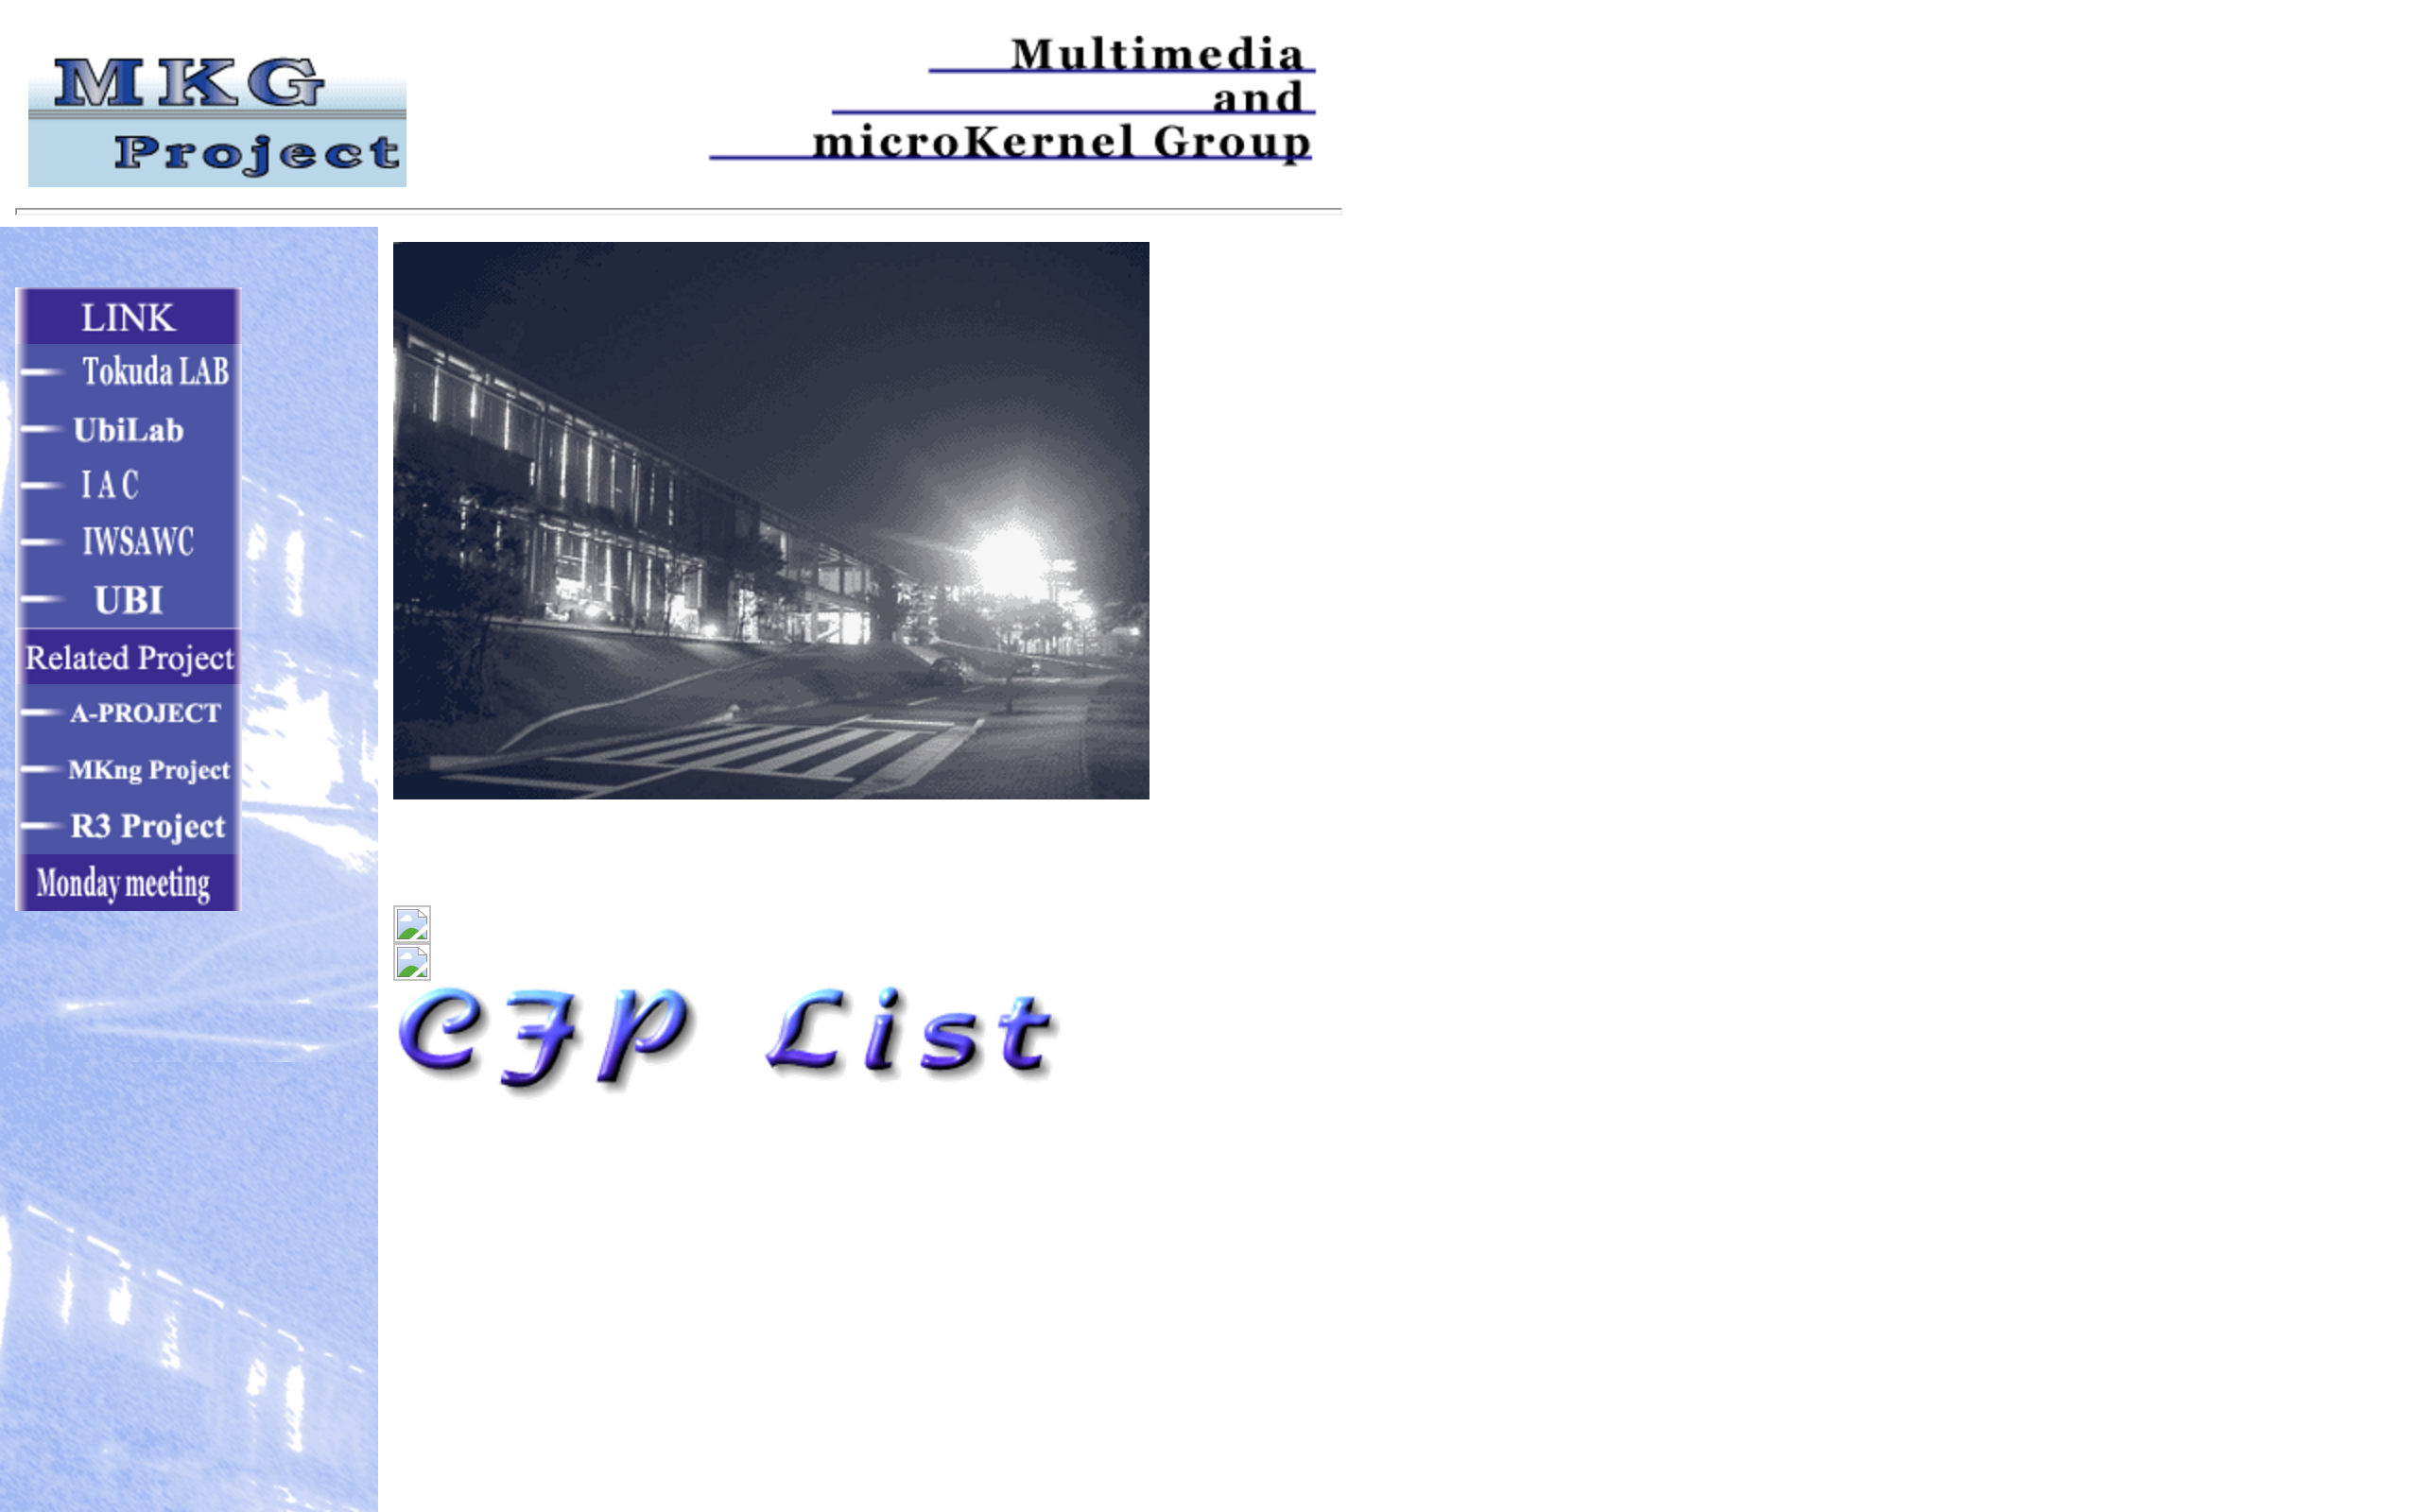 MKG
Project
Multimedia
and
microKernel Group
LINK
Tokuda LAB
UbiLab
I A C
IWSAWC
UBI
Related Project
A-PROJECT
MKng Project
R3 Project
Monday meeting
CFP List